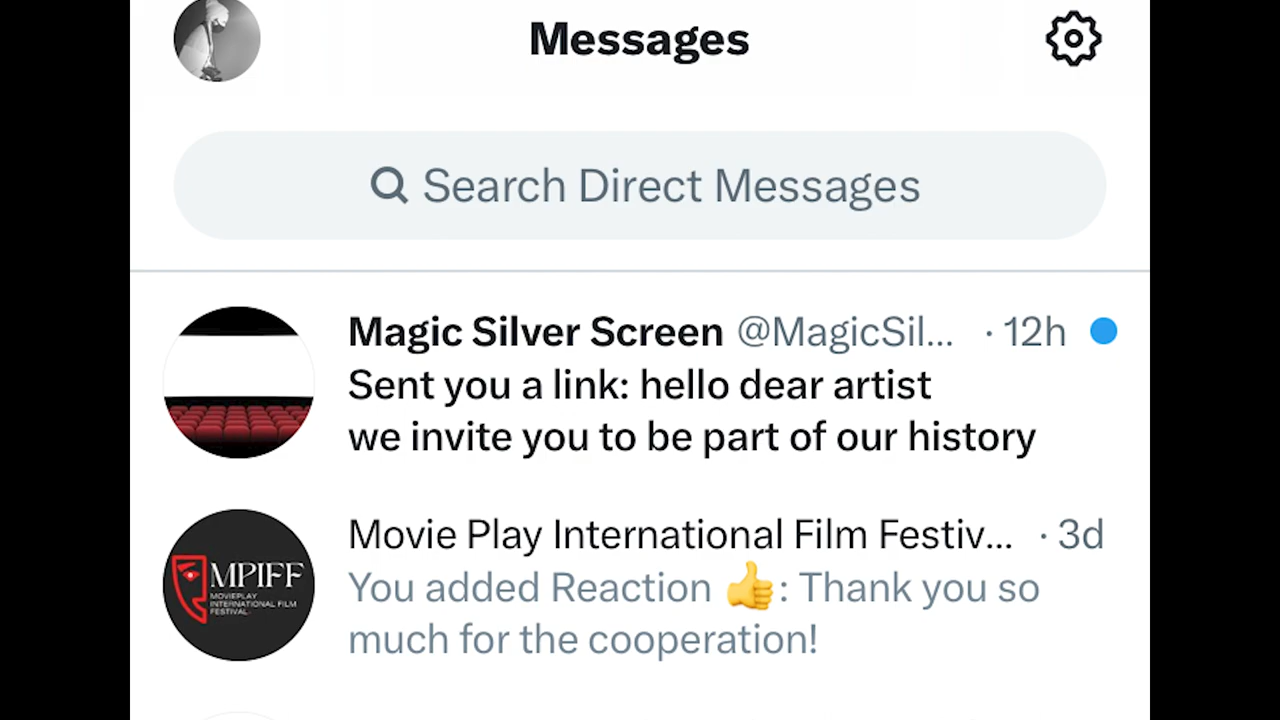 Messages
Search Direct Messages
Magic Silver Screen @MagicSil... · 12h
Sent you a link: hello dear artist
we invite you to be part of our history
Movie Play International Film Festiv... · 3d
You added Reaction 👍: Thank you so
much for the cooperation!
MPIFF
MOVIEPLAY
INTERNATIONAL FILM
FESTIVAL